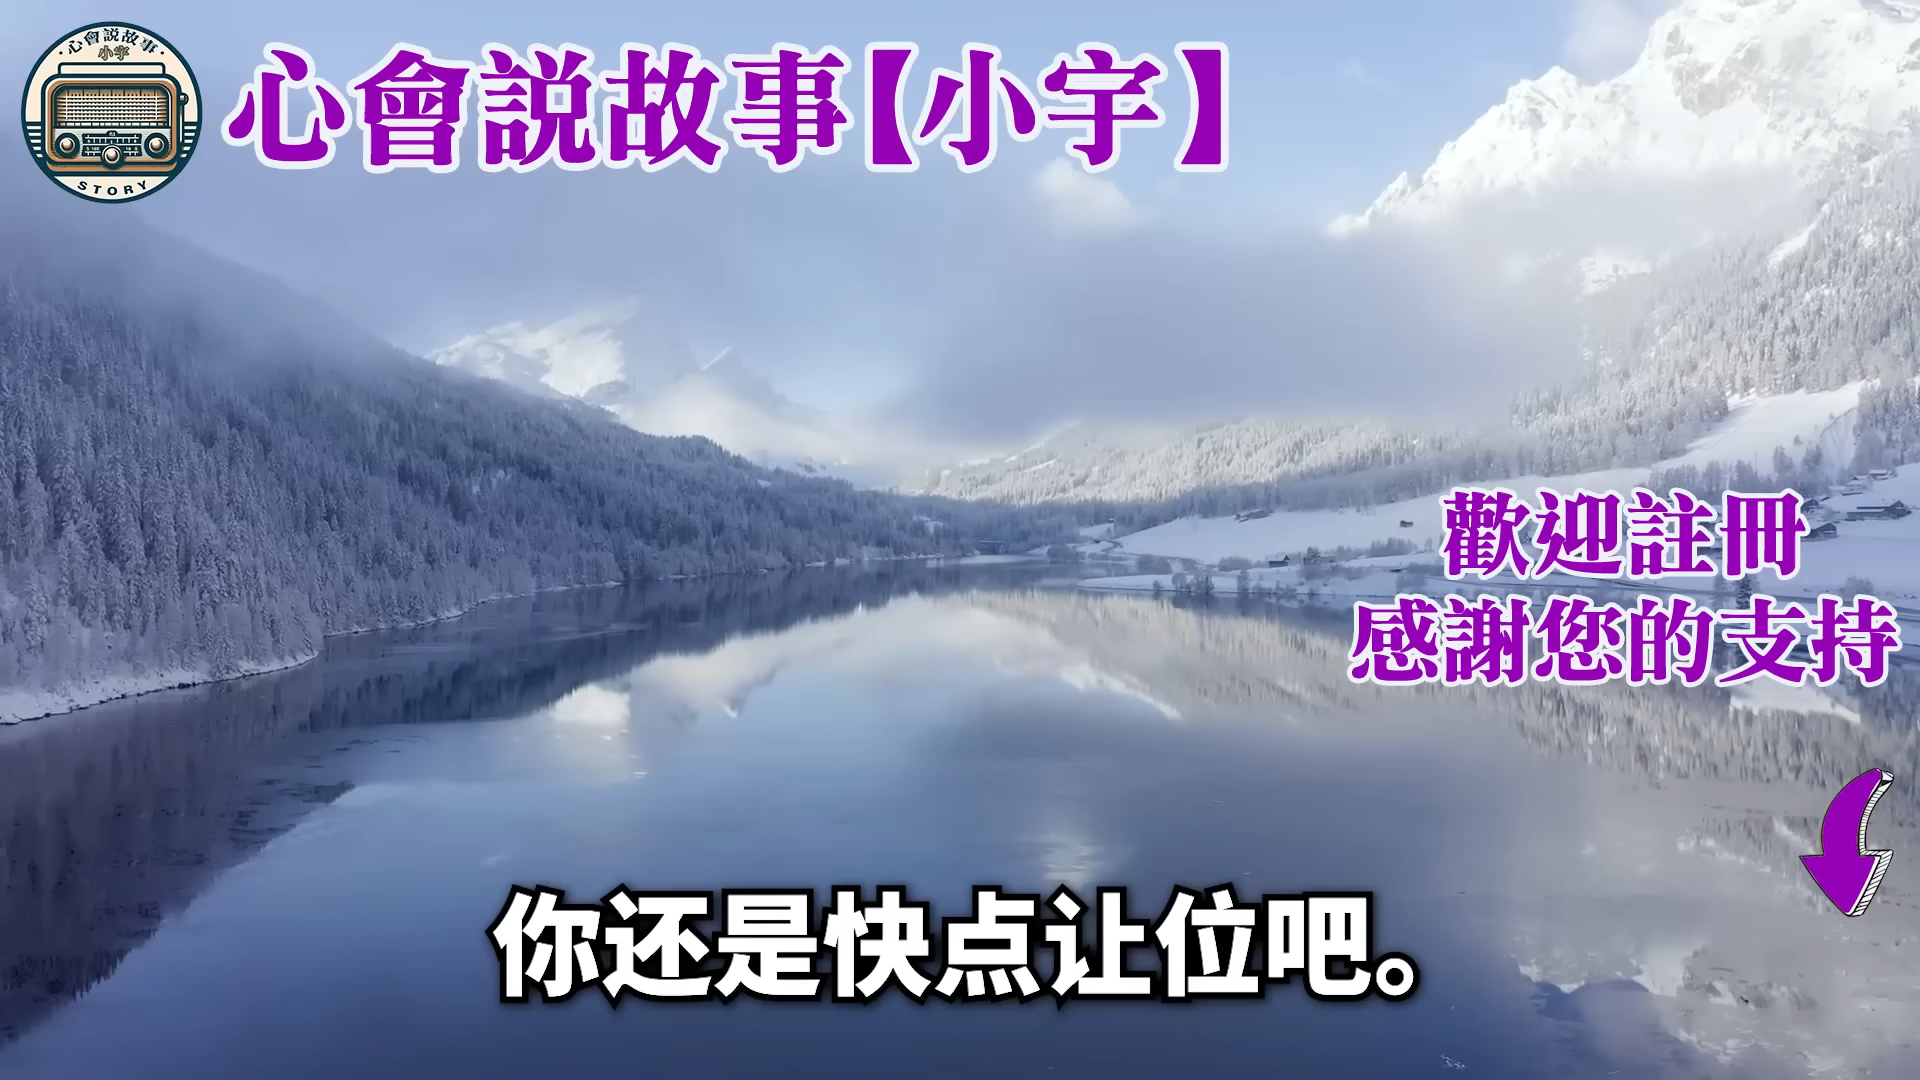 心會説故事
小宇
STORY
心會説故事【小宇】
歡迎註冊
感謝您的支持
你还是快点让位吧。